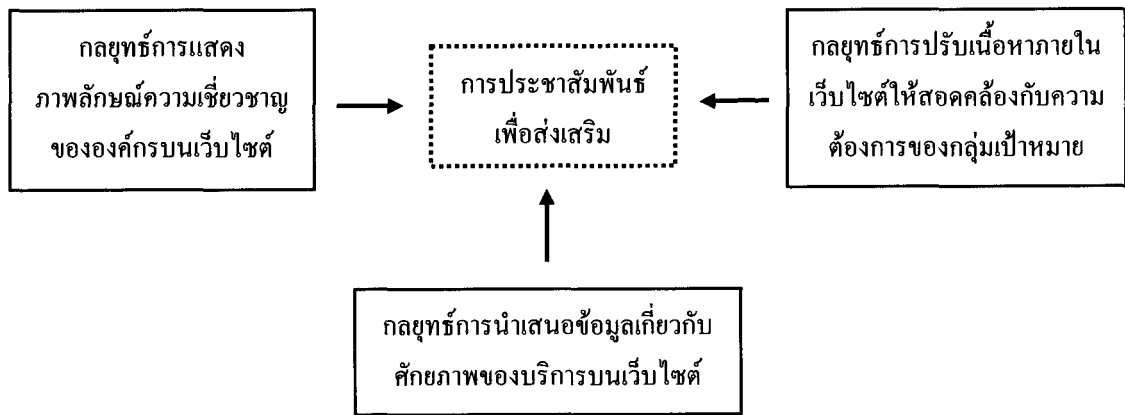 กลยุทธ์การแสดง
ภาพลักษณ์ความเชี่ยวชาญ
ขององค์กรบนเว็บไซต์
การประชาสัมพันธ์
เพื่อส่งเสริม
กลยุทธ์การปรับเนื้อหาภายใน
เว็บไซต์ให้สอดคล้องกับความ
ต้องการของกลุ่มเป้าหมาย
กลยุทธ์การนำเสนอข้อมูลเกี่ยวกับ
ศักยภาพของบริการบนเว็บไซต์